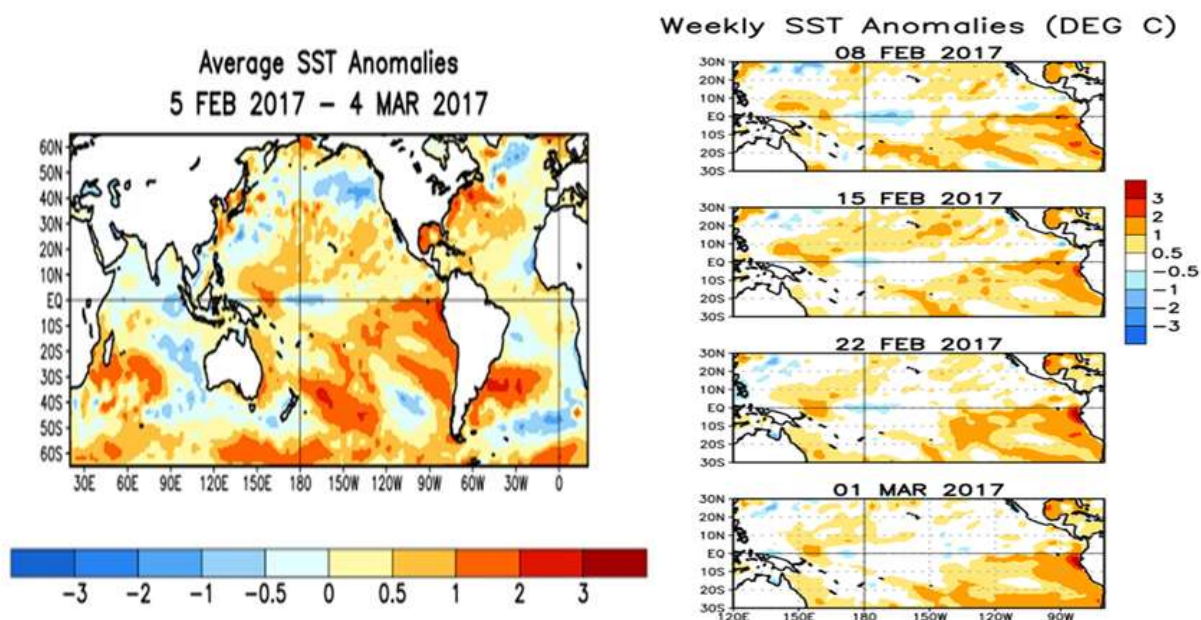 Average SST Anomalies
5 FEB 2017 – 4 MAR 2017
60N
50N
40N
30N
20N
10N
EQ
10S
20S
30S
40S
50S
60S
30E 60E 90E 120E 150E 180 150W 120W 90W 60W 30W 0
−3 −2 −1 −0.5 0 0.5 1 2 3
Weekly SST Anomalies (DEG C)
08 FEB 2017
30N
20N
10N
EQ
10S
20S
30S
15 FEB 2017
30N
20N
10N
EQ
10S
20S
30S
22 FEB 2017
30N
20N
10N
EQ
10S
20S
30S
01 MAR 2017
30N
20N
10N
EQ
10S
20S
30S
120E 150E 180 150W 120W 90W
3
2
1
0.5
−0.5
−1
−2
−3